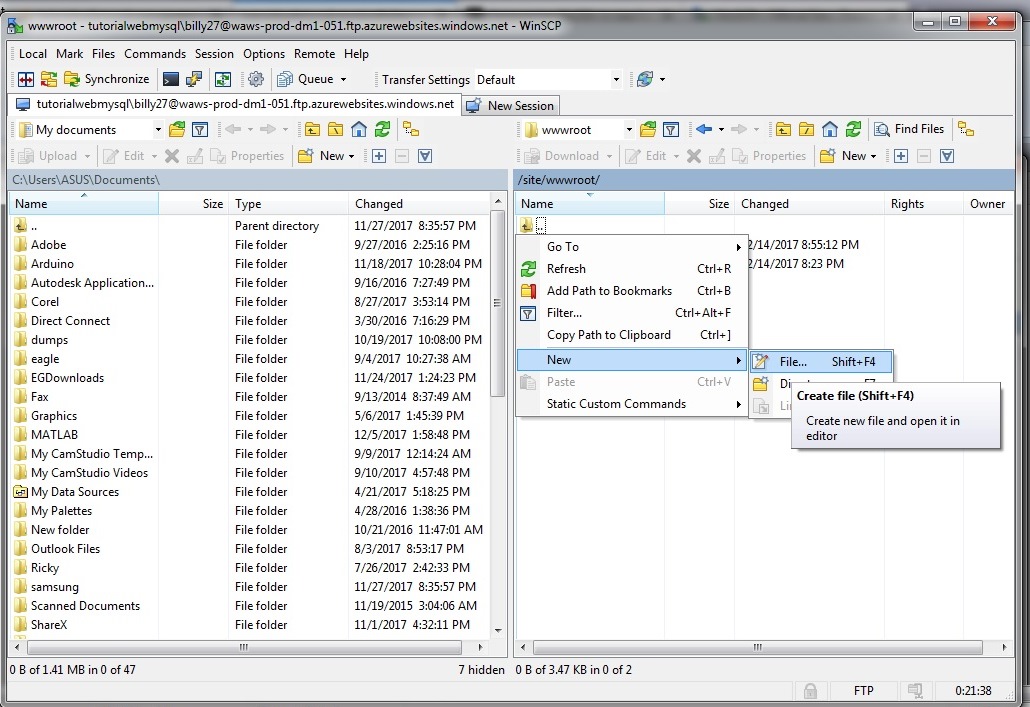 wwwroot - tutorialwebmysql\billy27@waws-prod-dm1-051.ftp.azurewebsites.windows.net - WinSCP
Local Mark Files Commands Session Options Remote Help
Synchronize Queue Transfer Settings Default
tutorialwebmysql\billy27@waws-prod-dm1-051.ftp.azurewebsites.windows.net New Session
My documents wwwroot Find Files
Upload Edit Properties New Download Edit Properties New
C:\Users\ASUS\Documents\ /site/wwwroot/
Name Size Type Changed Name Size Changed Rights Owner
.. Parent directory 11/27/2017 8:35:57 PM ..
Adobe File folder 9/27/2016 2:25:16 PM Go To 2/14/2017 8:55:12 PM
Arduino File folder 11/18/2017 10:28:04 PM Refresh Ctrl+R 2/14/2017 8:23 PM
Autodesk Application... File folder 9/16/2016 7:27:49 PM Add Path to Bookmarks Ctrl+B
Corel File folder 8/27/2017 3:53:14 PM Filter... Ctrl+Alt+F
Direct Connect File folder 3/30/2016 7:16:29 PM Copy Path to Clipboard Ctrl+]
dumps File folder 10/19/2017 10:08:00 PM
eagle File folder 9/4/2017 10:27:38 AM New File... Shift+F4
EGDownloads File folder 11/24/2017 1:24:23 PM Paste Ctrl+V
Fax File folder 9/13/2014 8:37:49 AM Static Custom Commands Create file (Shift+F4)
Graphics File folder 5/6/2017 1:45:39 PM Create new file and open it in
MATLAB File folder 12/5/2017 1:58:48 PM editor
My CamStudio Temp... File folder 9/9/2017 12:14:24 AM
My CamStudio Videos File folder 9/10/2017 4:57:48 PM
My Data Sources File folder 4/21/2017 5:18:25 PM
My Palettes File folder 4/28/2016 1:38:36 PM
New folder File folder 10/21/2016 11:47:01 AM
Outlook Files File folder 8/3/2017 8:53:17 PM
Ricky File folder 7/26/2017 2:42:33 PM
samsung File folder 11/27/2017 8:35:57 PM
Scanned Documents File folder 11/19/2015 3:04:06 AM
ShareX File folder 11/1/2017 4:32:11 PM
0 B of 1.41 MB in 0 of 47 7 hidden 0 B of 3.47 KB in 0 of 2
FTP 0:21:38